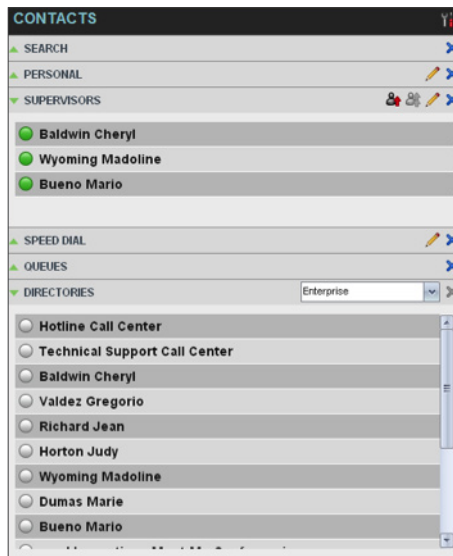 CONTACTS
SEARCH
PERSONAL
SUPERVISORS
Baldwin Cheryl
Wyoming Madoline
Bueno Mario
SPEED DIAL
QUEUES
DIRECTORIES Enterprise
Hotline Call Center
Technical Support Call Center
Baldwin Cheryl
Valdez Gregorio
Richard Jean
Horton Judy
Wyoming Madoline
Dumas Marie
Bueno Mario